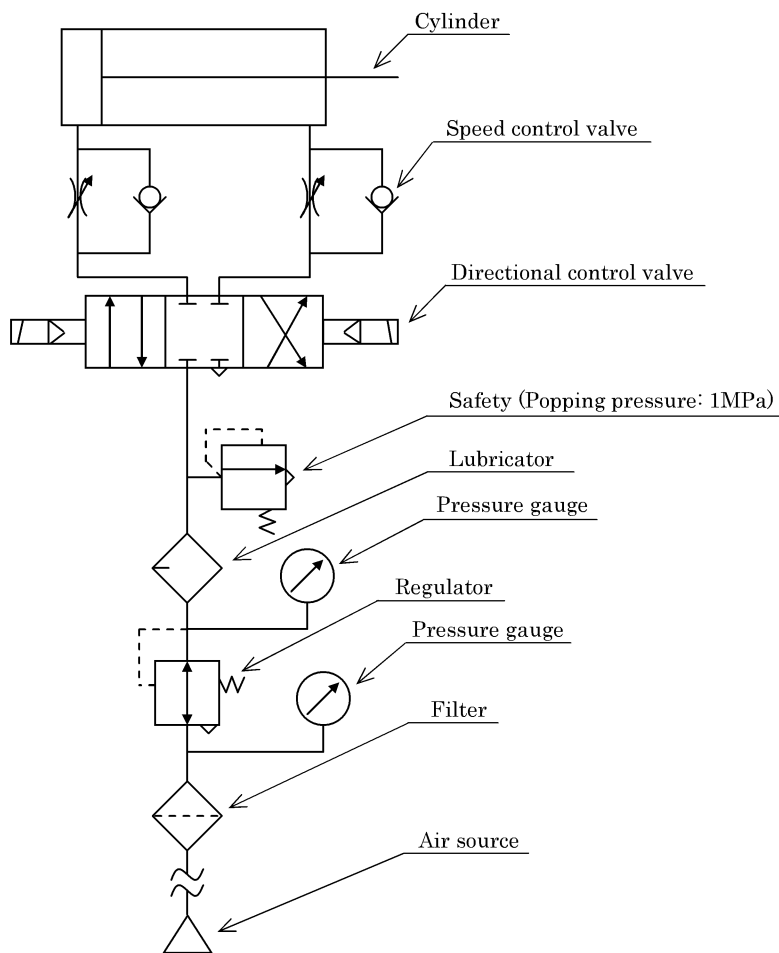 Cylinder
Speed control valve
Directional control valve
Safety (Popping pressure: 1MPa)
Lubricator
Pressure gauge
Regulator
Pressure gauge
Filter
Air source